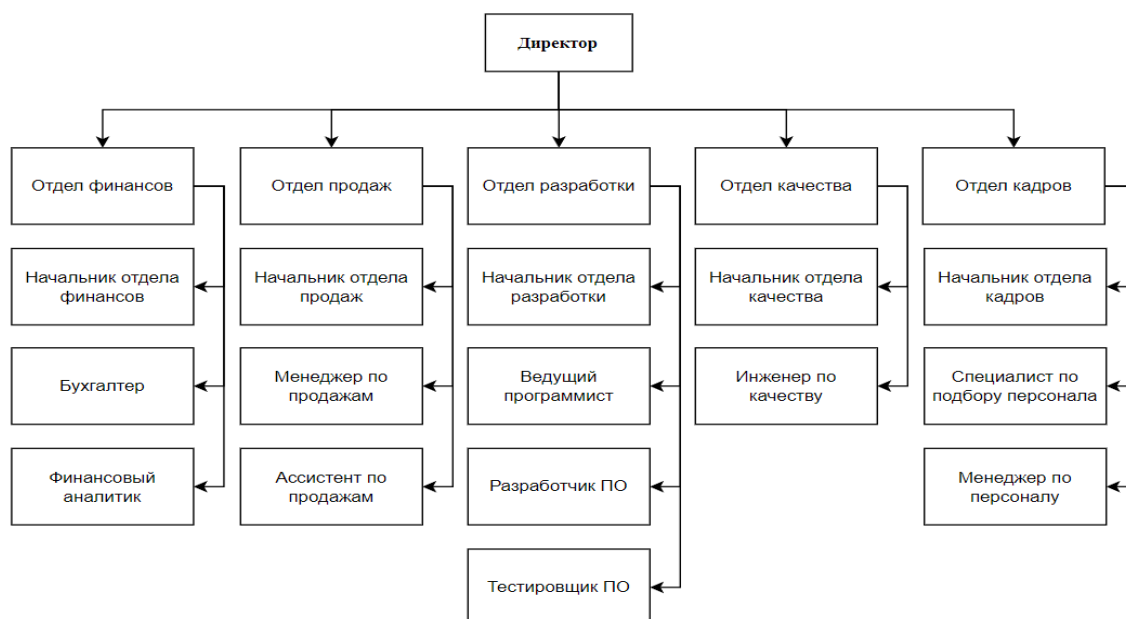 Директор
Отдел финансов
Отдел продаж
Отдел разработки
Отдел качества
Отдел кадров
Начальник отдела
финансов
Начальник отдела
продаж
Начальник отдела
разработки
Начальник отдела
качества
Начальник отдела
кадров
Бухгалтер
Менеджер по
продажам
Ведущий
программист
Инженер по
качеству
Специалист по
подбору персонала
Финансовый
аналитик
Ассистент по
продажам
Разработчик ПО
Менеджер по
персоналу
Тестировщик ПО